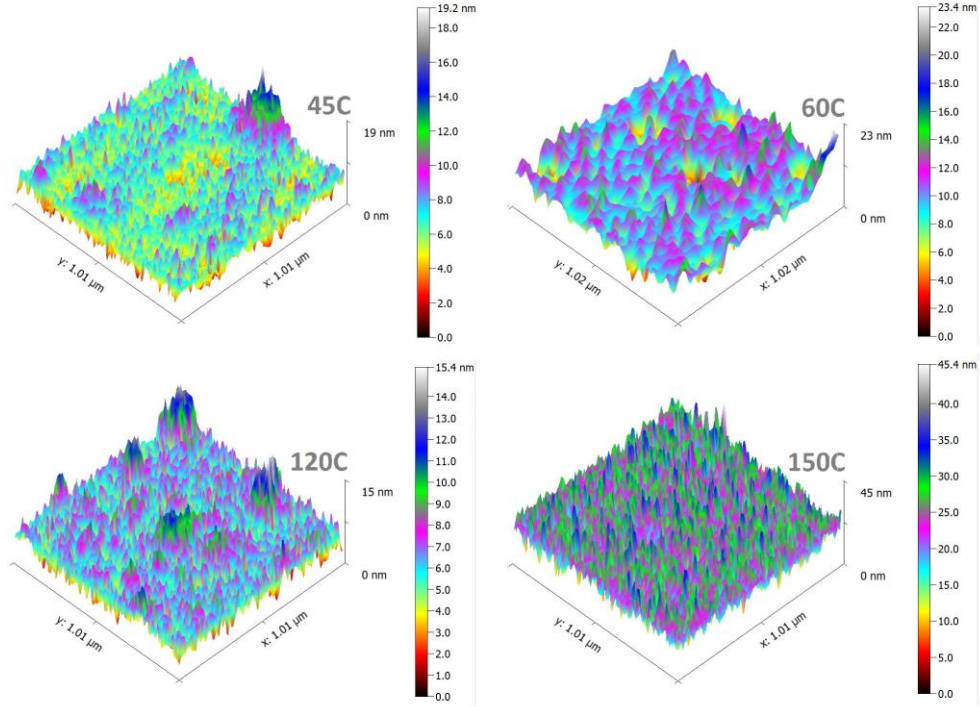 19.2 nm
18.0
16.0
14.0
12.0
10.0
8.0
6.0
4.0
2.0
0.0
45C
19 nm
0 nm
y: 1.01 µm
x: 1.01 µm
23.4 nm
22.0
20.0
18.0
16.0
14.0
12.0
10.0
8.0
6.0
4.0
2.0
0.0
60C
23 nm
0 nm
y: 1.02 µm
x: 1.02 µm
15.4 nm
14.0
13.0
12.0
11.0
10.0
9.0
8.0
7.0
6.0
5.0
4.0
3.0
2.0
1.0
0.0
120C
15 nm
0 nm
y: 1.01 µm
x: 1.01 µm
45.4 nm
40.0
35.0
30.0
25.0
20.0
15.0
10.0
5.0
0.0
150C
45 nm
0 nm
y: 1.01 µm
x: 1.01 µm